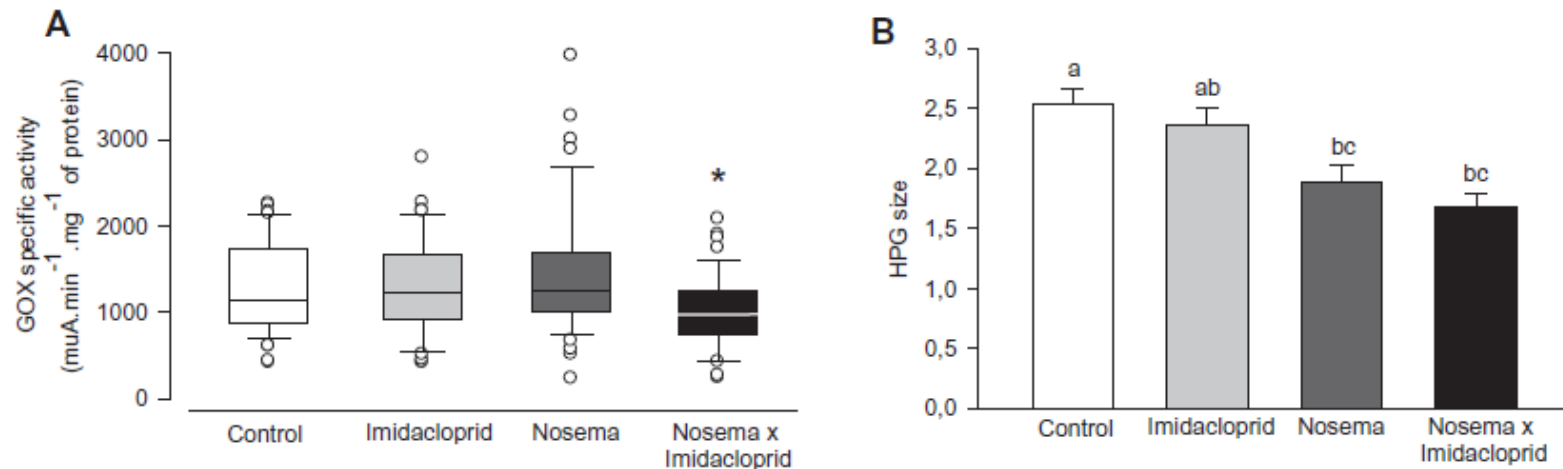 A
GOX specific activity
(muA.min⁻¹.mg⁻¹ of protein)
4000
3000
2000
1000
0
*
Control
Imidacloprid
Nosema
Nosema x
Imidacloprid
B
HPG size
3,0
2,5
2,0
1,5
1,0
0,5
0,0
a
ab
bc
bc
Control
Imidacloprid
Nosema
Nosema x
Imidacloprid